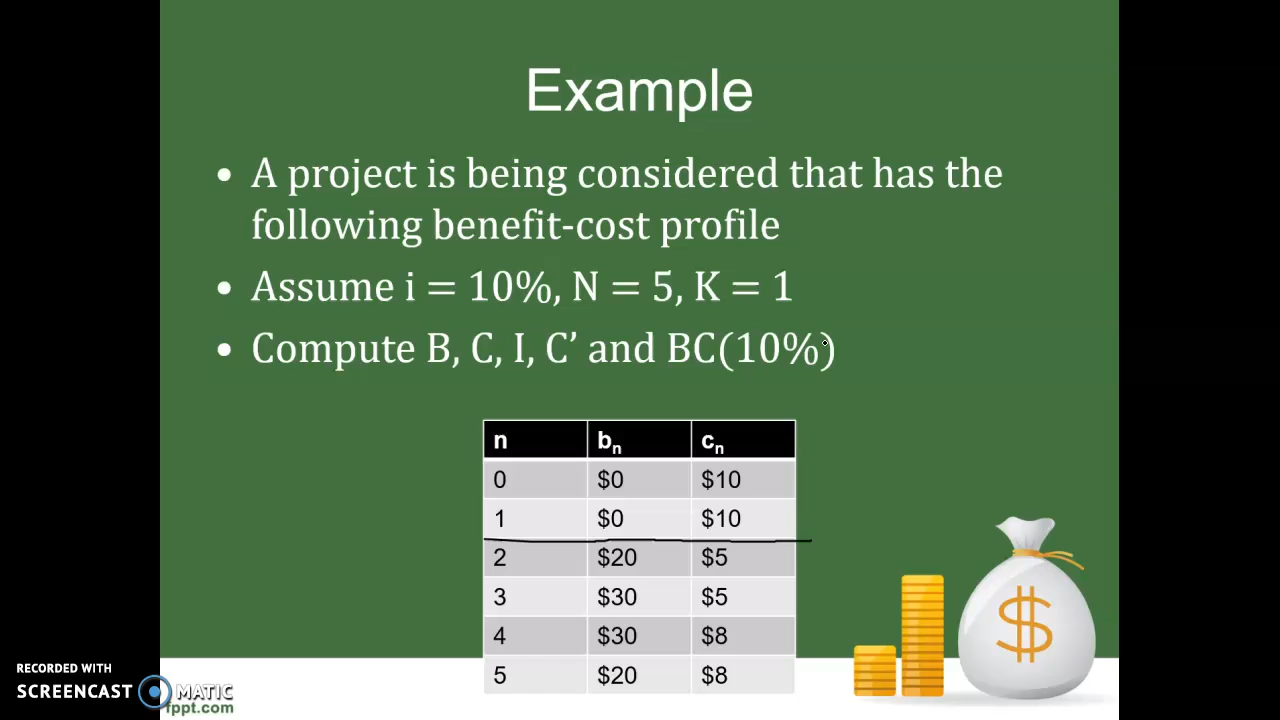 Example
• A project is being considered that has the
following benefit-cost profile
• Assume i = 10%, N = 5, K = 1
• Compute B, C, I, C’ and BC(10%)
n bn cn
0 $0 $10
1 $0 $10
2 $20 $5
3 $30 $5
4 $30 $8
5 $20 $8
$
RECORDED WITH
SCREENCAST MATIC
fppt.com